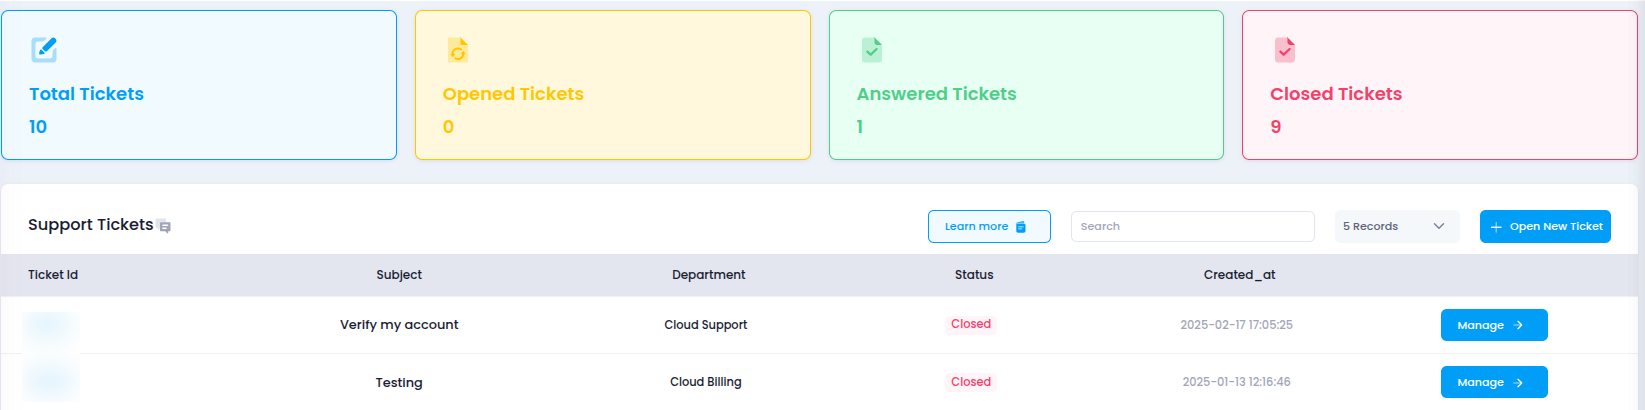 Total Tickets
10
Opened Tickets
0
Answered Tickets
1
Closed Tickets
9
Support Tickets
Learn more
Search
5 Records
Open New Ticket
Ticket Id Subject Department Status Created_at
Verify my account Cloud Support Closed 2025-02-17 17:05:25 Manage
Testing Cloud Billing Closed 2025-01-13 12:16:46 Manage